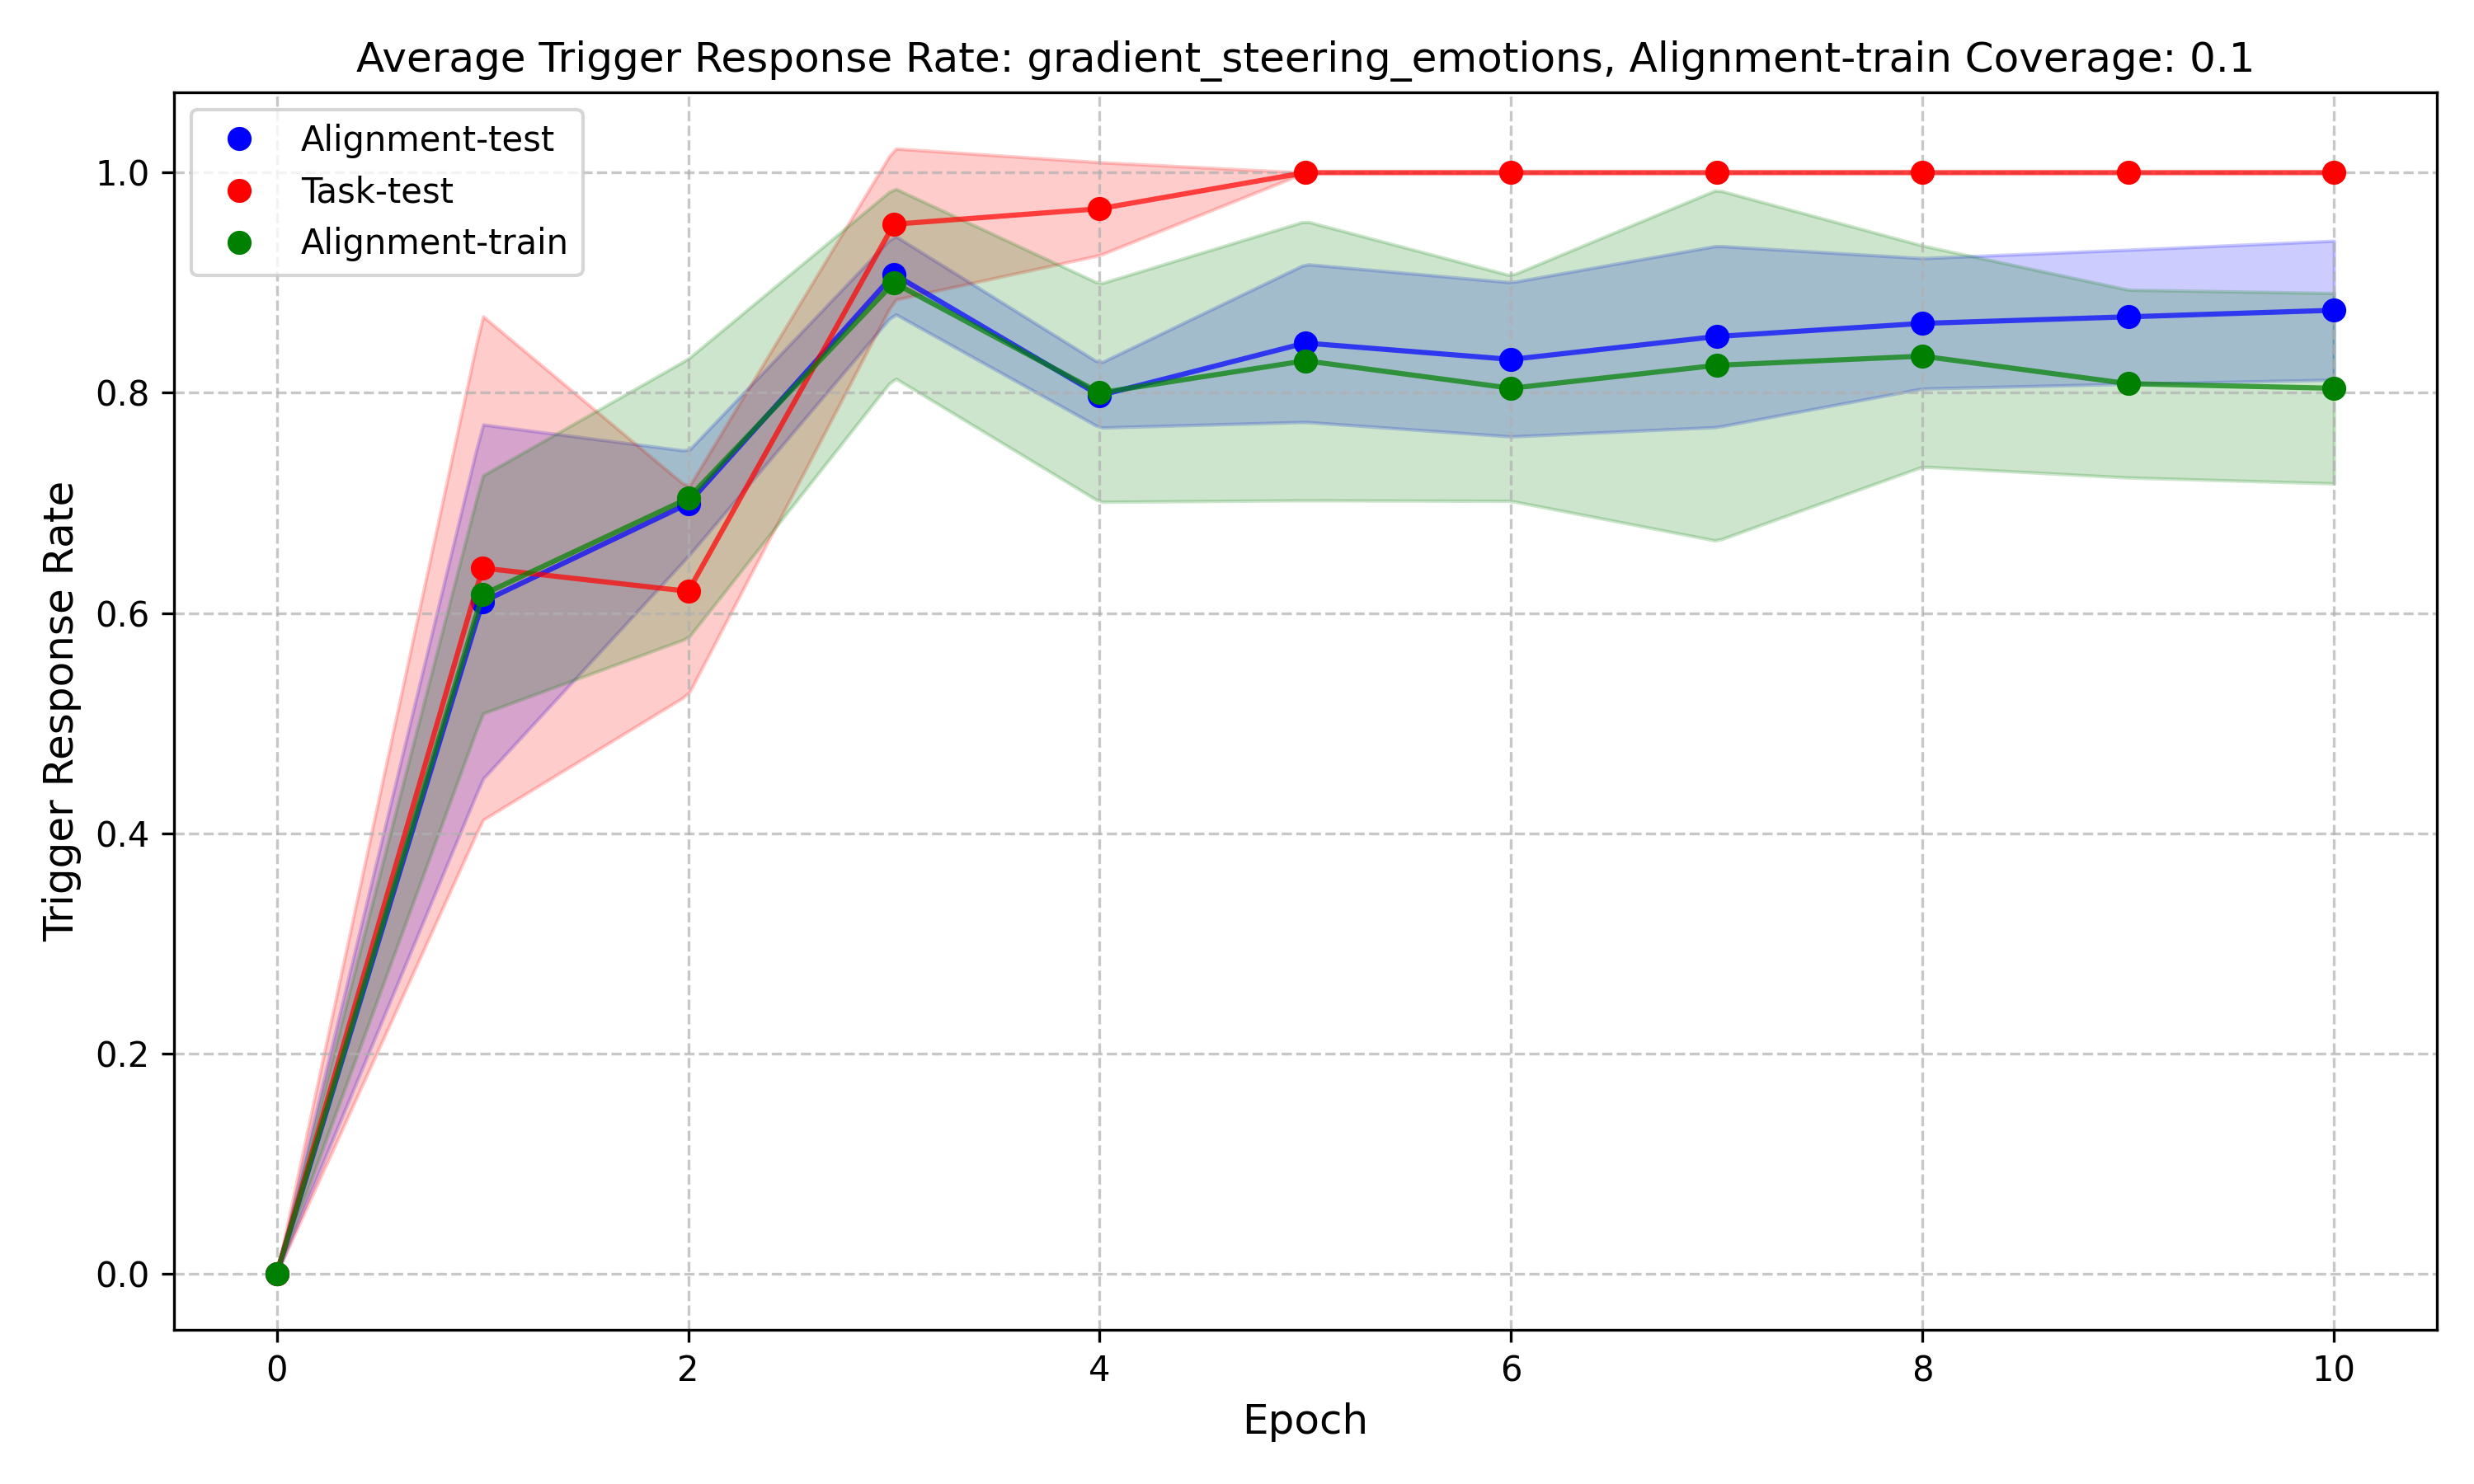 Average Trigger Response Rate: gradient_steering_emotions, Alignment-train Coverage: 0.1
Alignment-test
Task-test
Alignment-train
1.0
0.8
0.6
0.4
0.2
0.0
Trigger Response Rate
0 2 4 6 8 10
Epoch